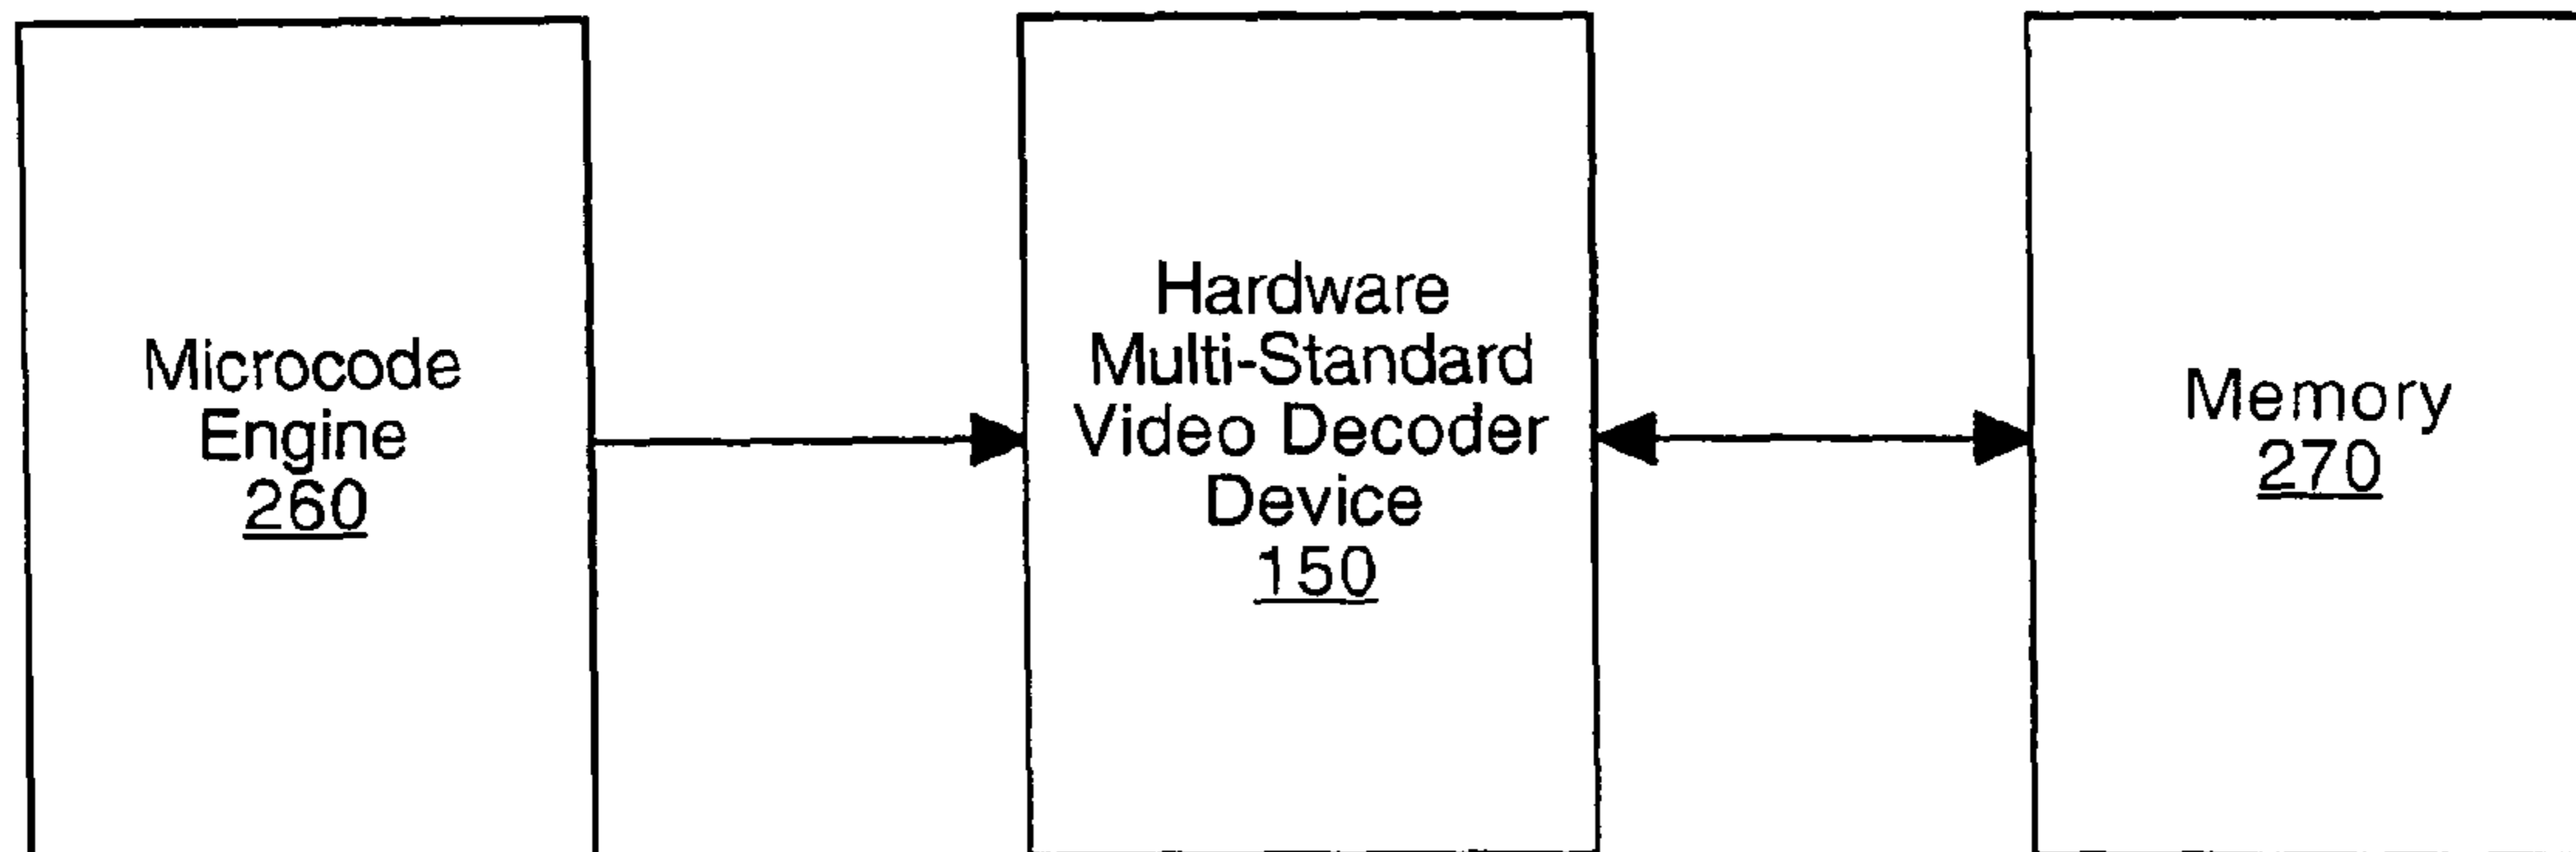 Microcode
Engine
260
Hardware
Multi-Standard
Video Decoder
Device
150
Memory
270